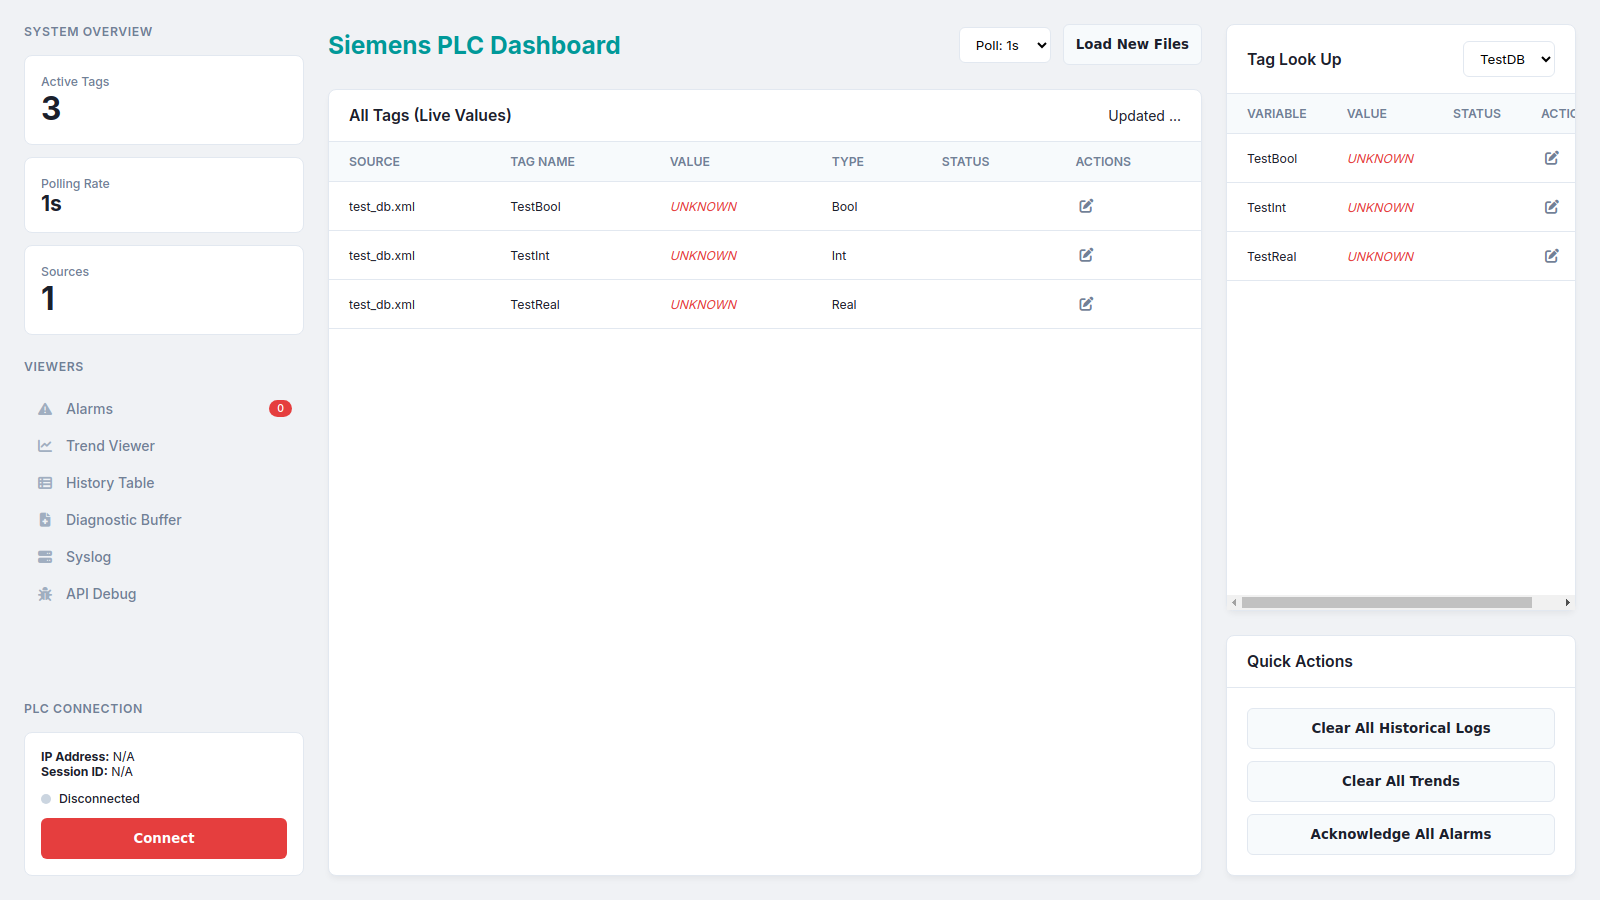 SYSTEM OVERVIEW
Active Tags
3
Polling Rate
1s
Sources
1
VIEWERS
Alarms 0
Trend Viewer
History Table
Diagnostic Buffer
Syslog
API Debug
PLC CONNECTION
IP Address: N/A
Session ID: N/A
Disconnected
Connect
Siemens PLC Dashboard
Poll: 1s
Load New Files
All Tags (Live Values) Updated ...
SOURCE TAG NAME VALUE TYPE STATUS ACTIONS
test_db.xml TestBool UNKNOWN Bool
test_db.xml TestInt UNKNOWN Int
test_db.xml TestReal UNKNOWN Real
Tag Look Up TestDB
VARIABLE VALUE STATUS ACTIC
TestBool UNKNOWN
TestInt UNKNOWN
TestReal UNKNOWN
Quick Actions
Clear All Historical Logs
Clear All Trends
Acknowledge All Alarms